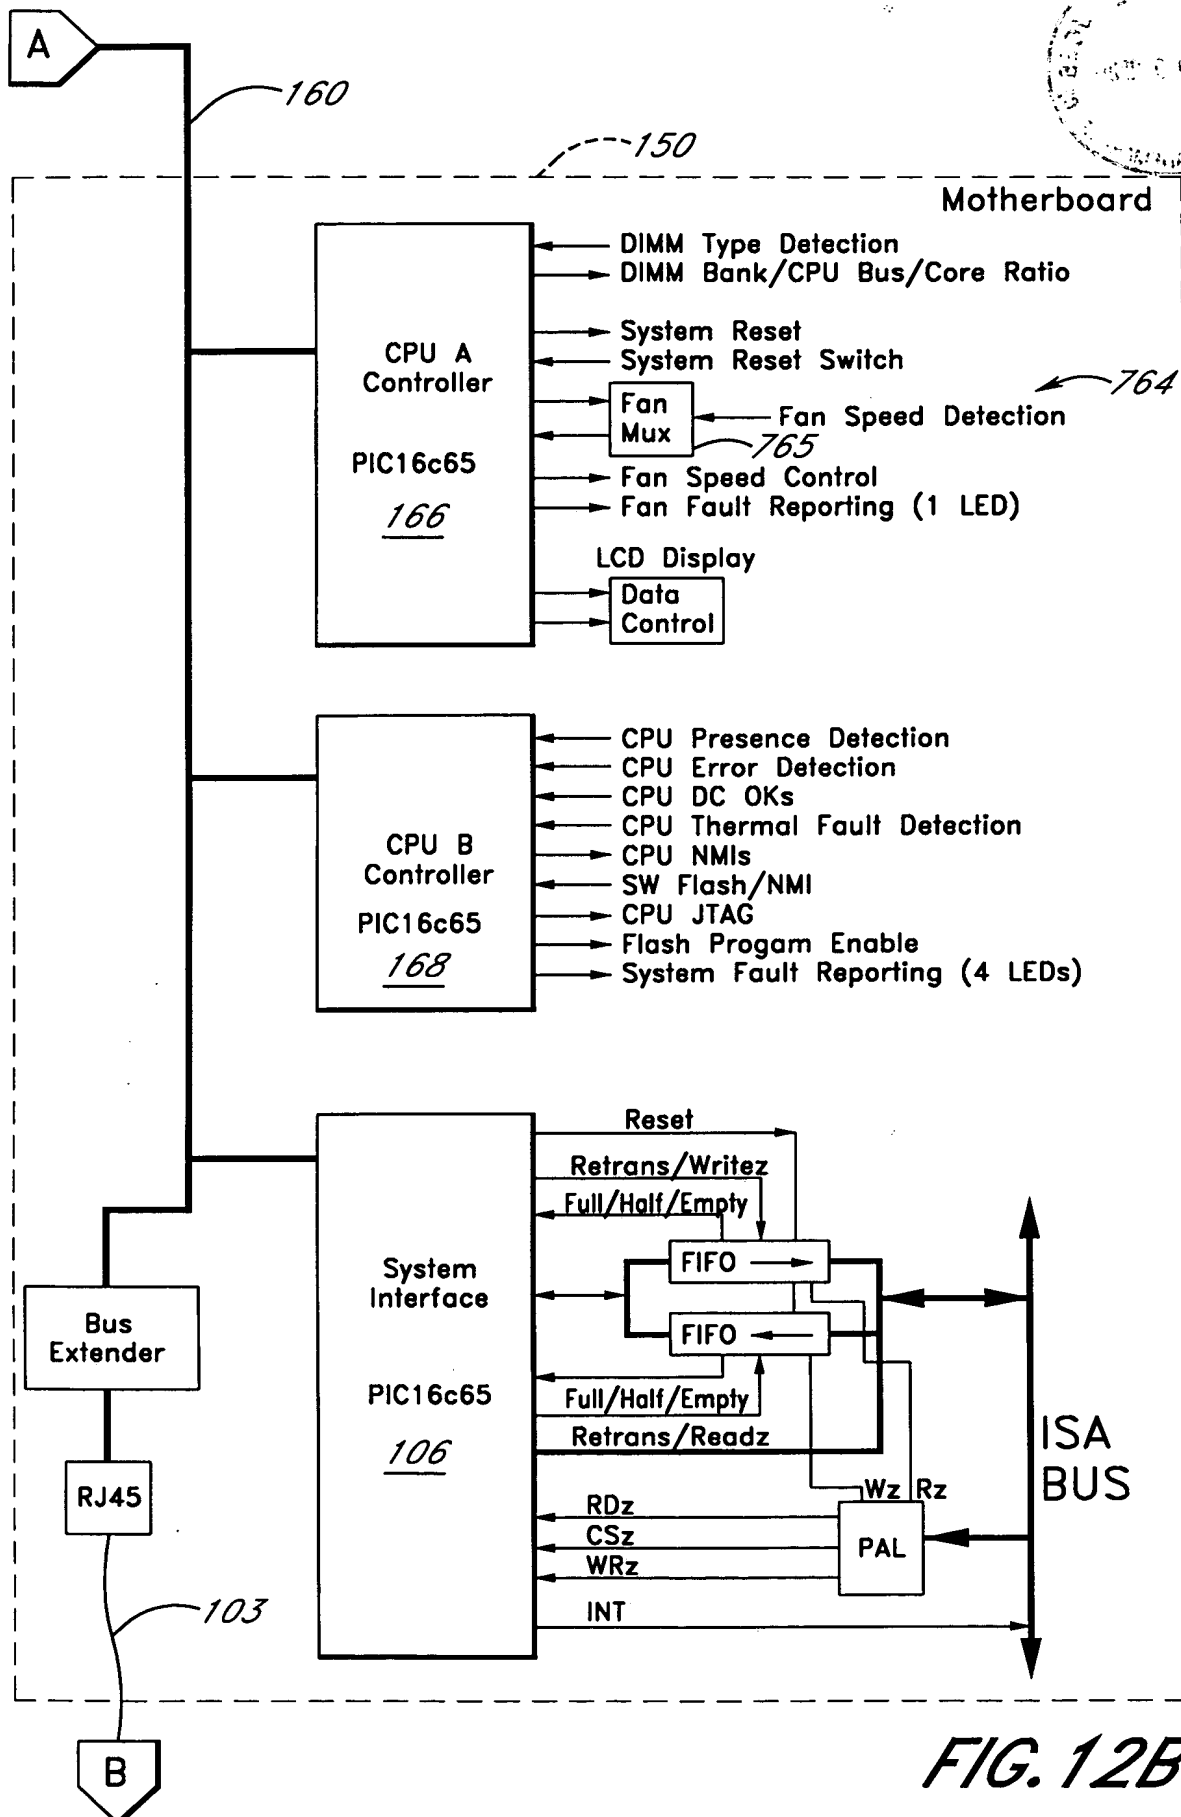 A
160
150
Motherboard
DIMM Type Detection
DIMM Bank/CPU Bus/Core Ratio
System Reset
System Reset Switch
CPU A
Controller
PIC16c65
166
Fan
Mux
Fan Speed Detection
764
765
Fan Speed Control
Fan Fault Reporting (1 LED)
LCD Display
Data
Control
CPU B
Controller
PIC16c65
168
CPU Presence Detection
CPU Error Detection
CPU DC OKs
CPU Thermal Fault Detection
CPU NMIs
SW Flash/NMI
CPU JTAG
Flash Progam Enable
System Fault Reporting (4 LEDs)
System
Interface
PIC16c65
106
Reset
Retrans/Writez
Full/Half/Empty
FIFO
FIFO
Full/Half/Empty
Retrans/Readz
Wz Rz
RDz
CSz
WRz
INT
PAL
ISA
BUS
Bus
Extender
RJ45
103
B
FIG. 12B